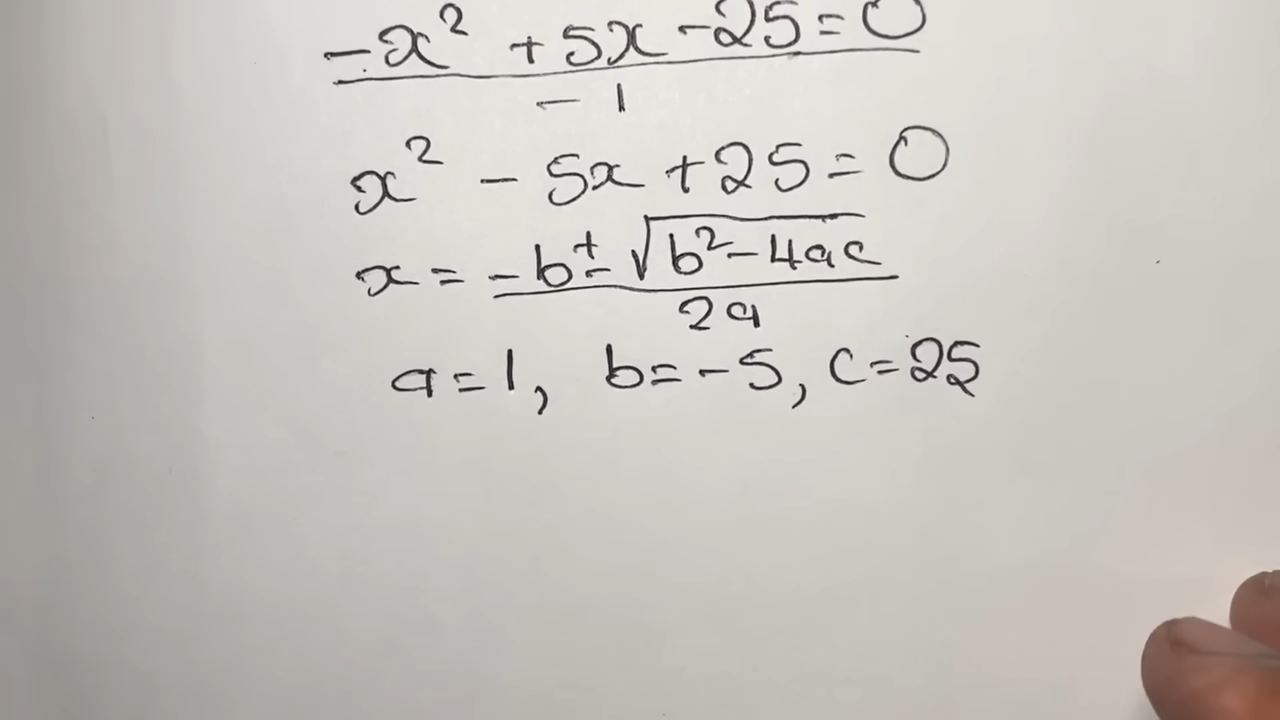 -x² + 5x - 25 = 0
- 1
x² - 5x + 25 = 0
x = -b ± √b² - 4ac
2a
a = 1, b = -5, c = 25